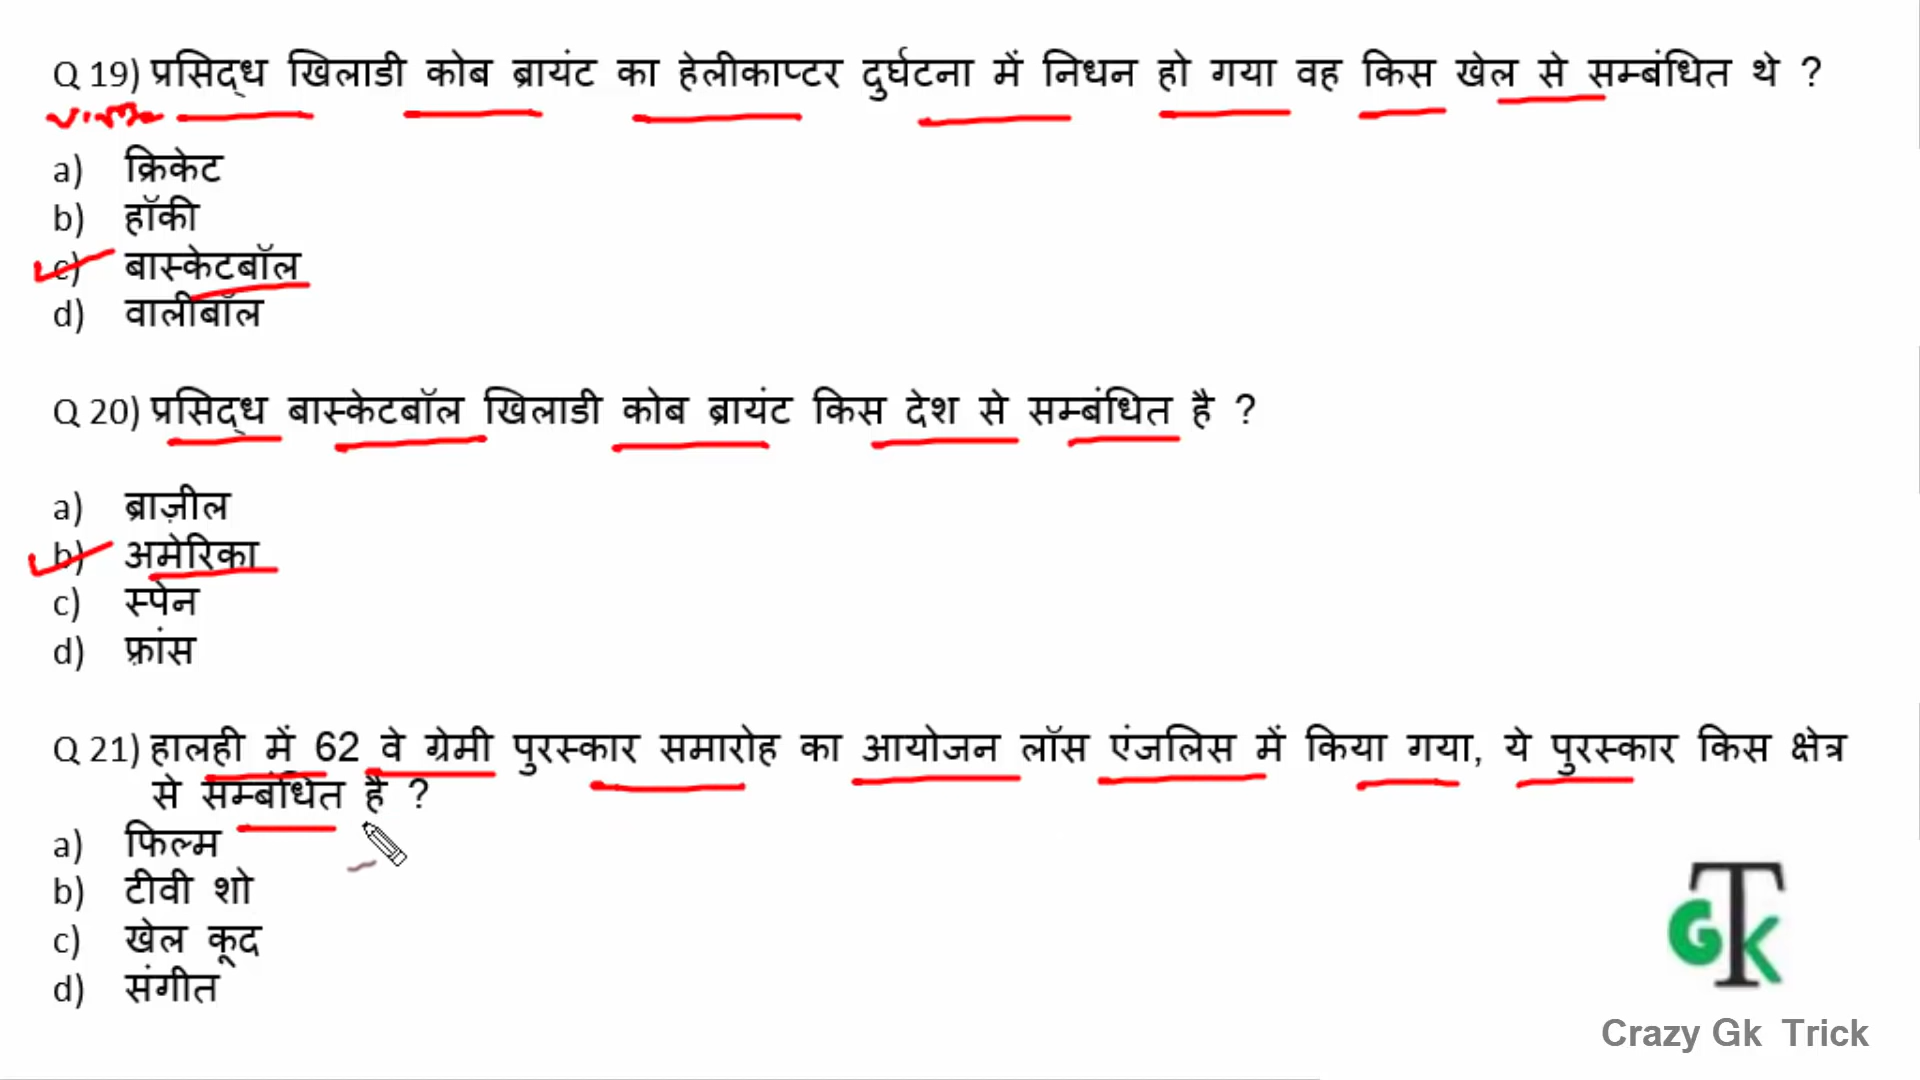 Q 19) प्रसिद्ध खिलाडी कोब ब्रायंट का हेलीकाप्टर दुर्घटना में निधन हो गया वह किस खेल से सम्बंधित थे ?
a) क्रिकेट
b) हॉकी
c) बास्केटबॉल
d) वालीबॉल
Q 20) प्रसिद्ध बास्केटबॉल खिलाडी कोब ब्रायंट किस देश से सम्बंधित है ?
a) ब्राज़ील
b) अमेरिका
c) स्पेन
d) फ़्रांस
Q 21) हालही में 62 वे ग्रेमी पुरस्कार समारोह का आयोजन लॉस एंजलिस में किया गया, ये पुरस्कार किस क्षेत्र
से सम्बंधित है ?
a) फिल्म
b) टीवी शो
c) खेल कूद
d) संगीत
GTK
Crazy Gk Trick